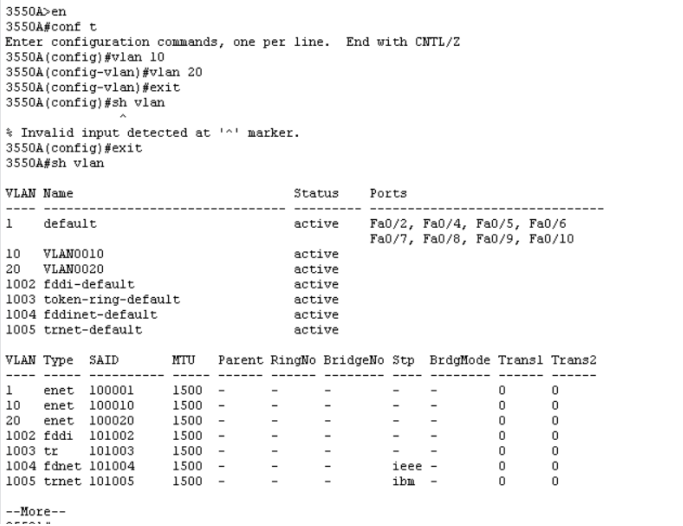 3550A>en
3550A#conf t
Enter configuration commands, one per line.  End with CNTL/Z
3550A(config)#vlan 10
3550A(config-vlan)#vlan 20
3550A(config-vlan)#exit
3550A(config)#sh vlan
              ^
% Invalid input detected at '^' marker.
3550A(config)#exit
3550A#sh vlan
VLAN Name                             Status    Ports
---- -------------------------------- --------- -------------------------------
1    default                          active    Fa0/2, Fa0/4, Fa0/5, Fa0/6
                                                Fa0/7, Fa0/8, Fa0/9, Fa0/10
10   VLAN0010                         active
20   VLAN0020                         active
1002 fddi-default                     active
1003 token-ring-default               active
1004 fddinet-default                  active
1005 trnet-default                    active
VLAN Type  SAID       MTU   Parent RingNo BridgeNo Stp  BrdgMode Trans1 Trans2
---- ----- ---------- ----- ------ ------ -------- ---- -------- ------ ------
1    enet  100001     1500  -      -      -        -    -        0      0
10   enet  100010     1500  -      -      -        -    -        0      0
20   enet  100020     1500  -      -      -        -    -        0      0
1002 fddi  101002     1500  -      -      -        -    -        0      0
1003 tr    101003     1500  -      -      -        -    -        0      0
1004 fdnet 101004     1500  -      -      -        ieee -        0      0
1005 trnet 101005     1500  -      -      -        ibm  -        0      0
--More--